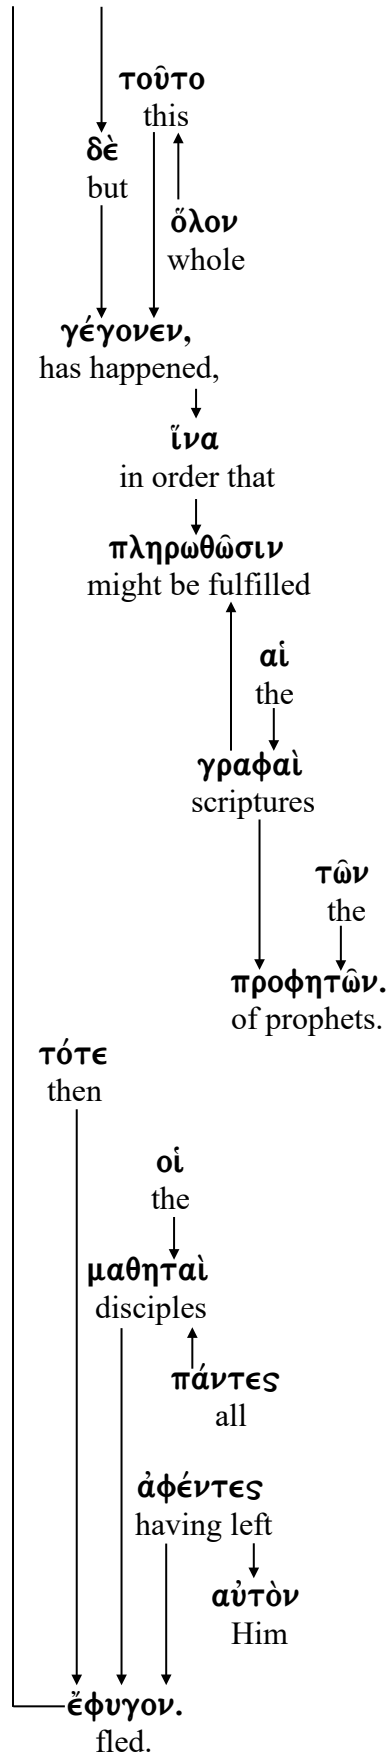 τοῦτο
this
δὲ
but
ὅλον
whole
γέγονεν,
has happened,
ἵνα
in order that
πληρωθῶσιν
might be fulfilled
αἱ
the
γραφαὶ
scriptures
τῶν
the
προφητῶν.
of prophets.
τότε
then
οἱ
the
μαθηταὶ
disciples
πάντες
all
ἀφέντες
having left
αὐτὸν
Him
ἔφυγον.
fled.